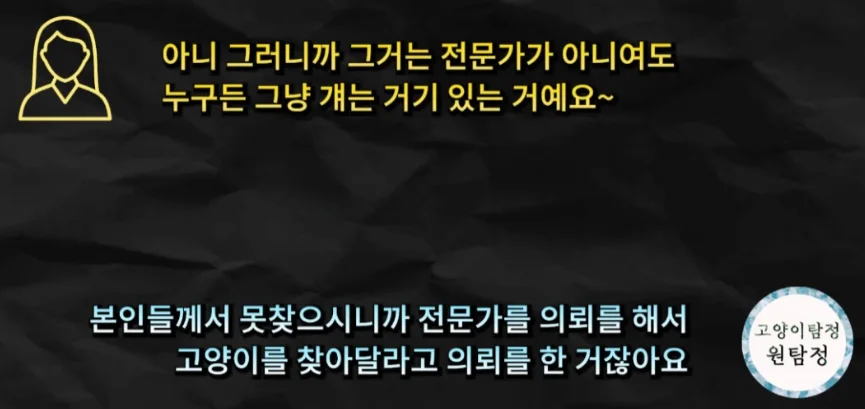 아니 그러니까 그거는 전문가가 아니여도
누구든 그냥 걔는 거기 있는 거예요~
본인들께서 못찾으시니까 전문가를 의뢰를 해서
고양이를 찾아달라고 의뢰를 한 거잖아요
고양이탐정
원탐정